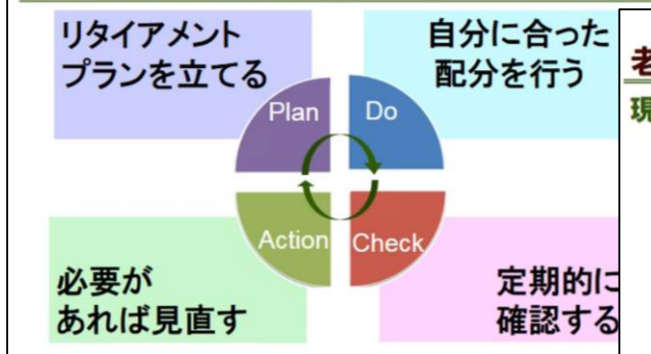 リタイアメント
プランを立てる
自分に合った
配分を行う
Plan
Do
Action
Check
必要が
あれば見直す
定期的に
確認する
老
現